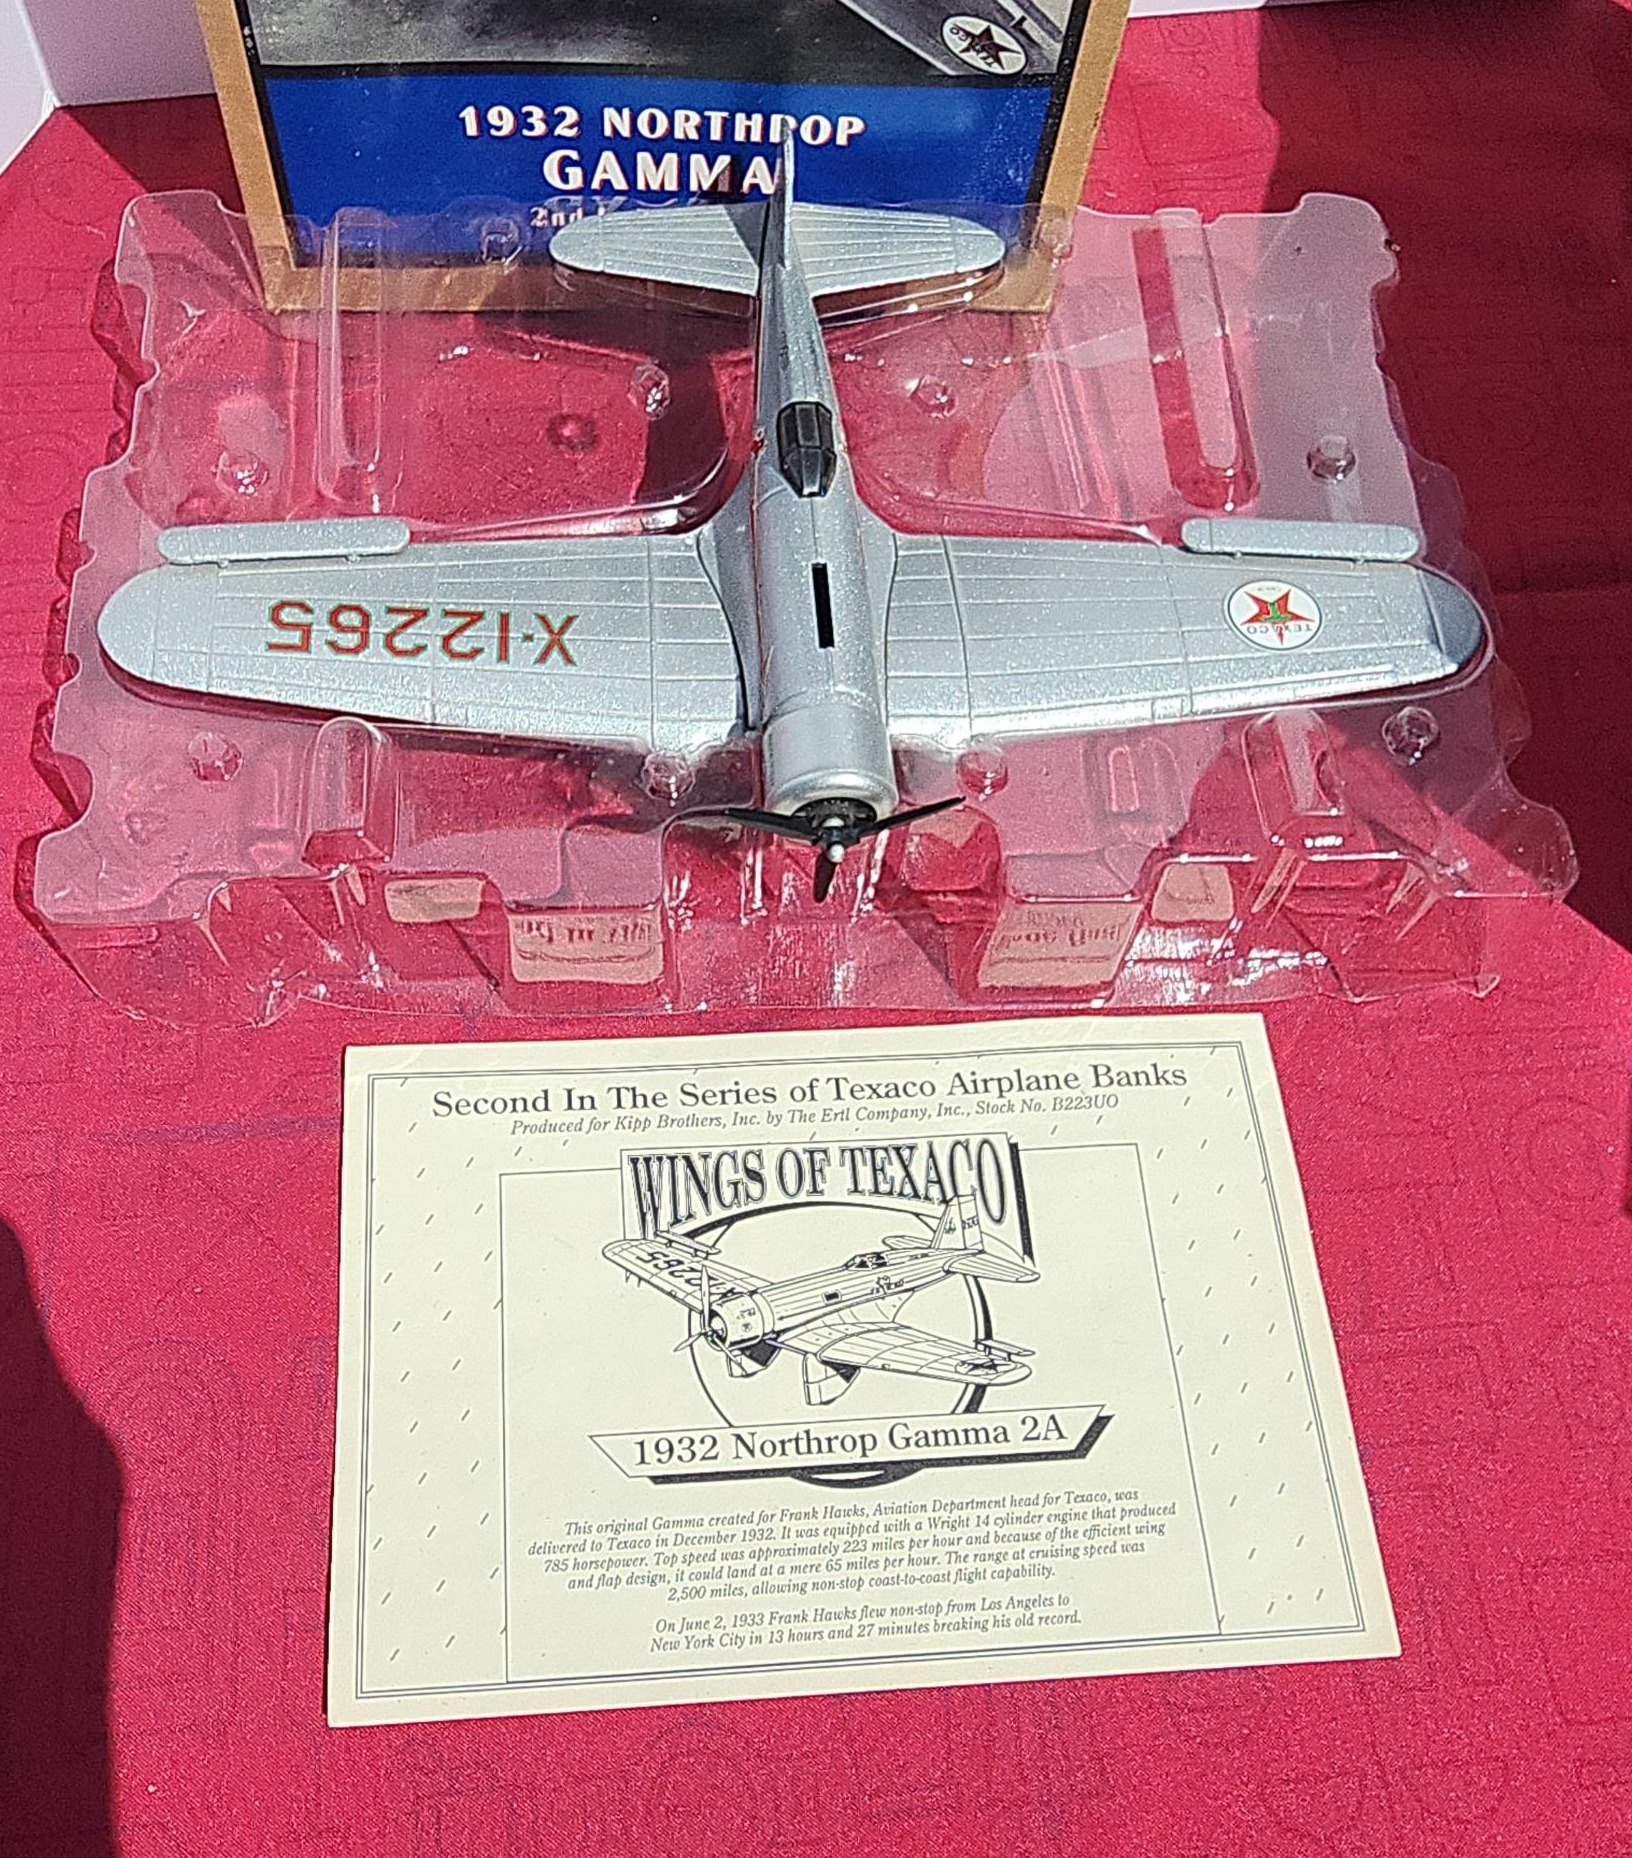 1932 NORTHROP
GAMMA
2nd
X-12265
TEXACO
Second In The Series of Texaco Airplane Banks
Produced for Kipp Brothers, Inc. by The Ertl Company, Inc., Stock No. B223UO
WINGS OF TEXACO
12265
1932 Northrop Gamma 2A
This original Gamma created for Frank Hawks, Aviation Department head for Texaco, was
delivered to Texaco in December 1932. It was equipped with a Wright 14 cylinder engine that produced
785 horsepower. Top speed was approximately 223 miles per hour and because of the efficient wing
and flap design, it could land at a mere 65 miles per hour. The range at cruising speed was
2,500 miles, allowing non-stop coast-to-coast flight capability.
On June 2, 1933 Frank Hawks flew non-stop from Los Angeles to
New York City in 13 hours and 27 minutes breaking his old record.